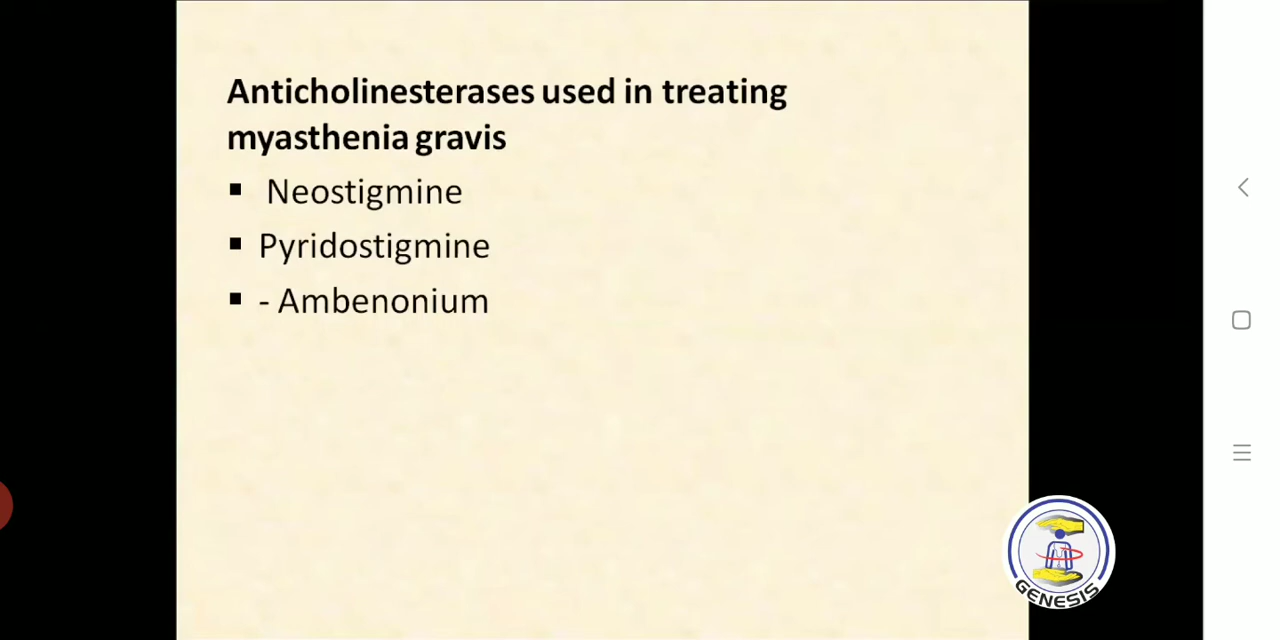 Anticholinesterases used in treating
myasthenia gravis
▪ Neostigmine
▪ Pyridostigmine
▪ - Ambenonium
GENESIS